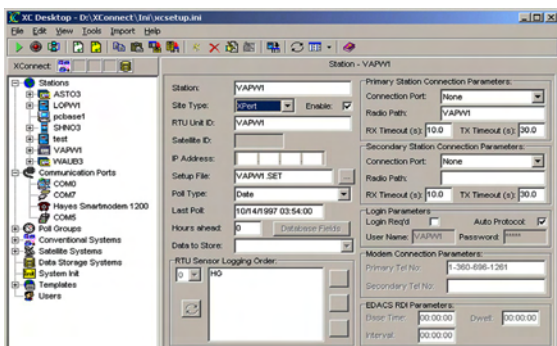 XC Desktop - D:\XConnect\Ini\xcsetup.ini
File Edit View Tools Import Help
XConnect:
Stations
ASTO3
LOPW1
pcbase1
SHNO3
test
VAPW1
WAUB3
Communication Ports
COM0
COM7
Hayes Smartmodem 1200
COM5
Poll Groups
Conventional Systems
Satellite Systems
Data Storage Systems
System Init
Templates
Users
Station - VAPW1
Station: VAPW1
Site Type: XPert Enable:
RTU Unit ID: VAPW1
Satellite ID:
IP Address:
Setup File: VAPW1.SET ...
Poll Type: Date
Last Poll: 10/14/1997 03:54:00
Hours ahead: 0 Database Fields
Data to Store:
RTU Sensor Logging Order:
0 HG
Primary Station Connection Parameters:
Connection Port: None
Radio Path: VAPW1
RX Timeout (s): 10.0 TX Timeout (s): 30.0
Secondary Station Connection Parameters:
Connection Port: None
Radio Path:
RX Timeout (s): 10.0 TX Timeout (s): 30.0
Login Parameters
Login Req'd Auto Protocol:
User Name: VAPW1 Password: *****
Modem Connection Parameters:
Primary Tel No: 1-360-696-1261
Secondary Tel No:
EDACS RDI Parameters:
Base Time: 00:00:00 Dwell: 00:00:00
Interval: 00:00:00